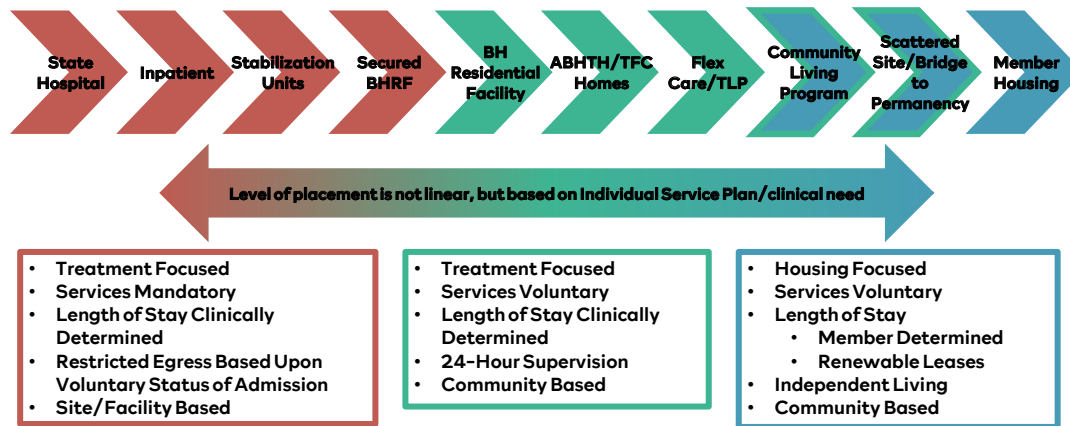 State
Hospital
Inpatient
Stabilization
Units
Secured
BHRF
BH
Residential
Facility
ABHTH/TFC
Homes
Flex
Care/TLP
Community
Living
Program
Scattered
Site/Bridge
to
Permanency
Member
Housing
Level of placement is not linear, but based on Individual Service Plan/clinical need
• Treatment Focused
• Services Mandatory
• Length of Stay Clinically
Determined
• Restricted Egress Based Upon
Voluntary Status of Admission
• Site/Facility Based
• Treatment Focused
• Services Voluntary
• Length of Stay Clinically
Determined
• 24-Hour Supervision
• Community Based
• Housing Focused
• Services Voluntary
• Length of Stay
• Member Determined
• Renewable Leases
• Independent Living
• Community Based